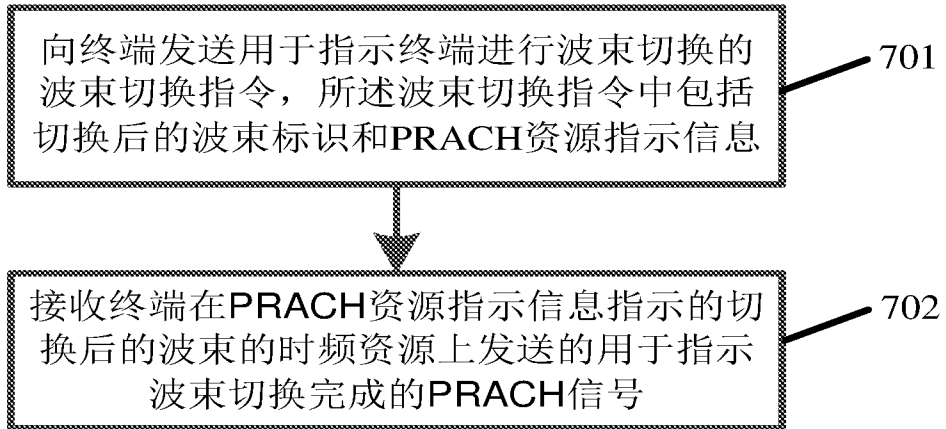 向终端发送用于指示终端进行波束切换的
波束切换指令，所述波束切换指令中包括
切换后的波束标识和PRACH资源指示信息
701
接收终端在PRACH资源指示信息指示的切
换后的波束的时频资源上发送的用于指示
波束切换完成的PRACH信号
702